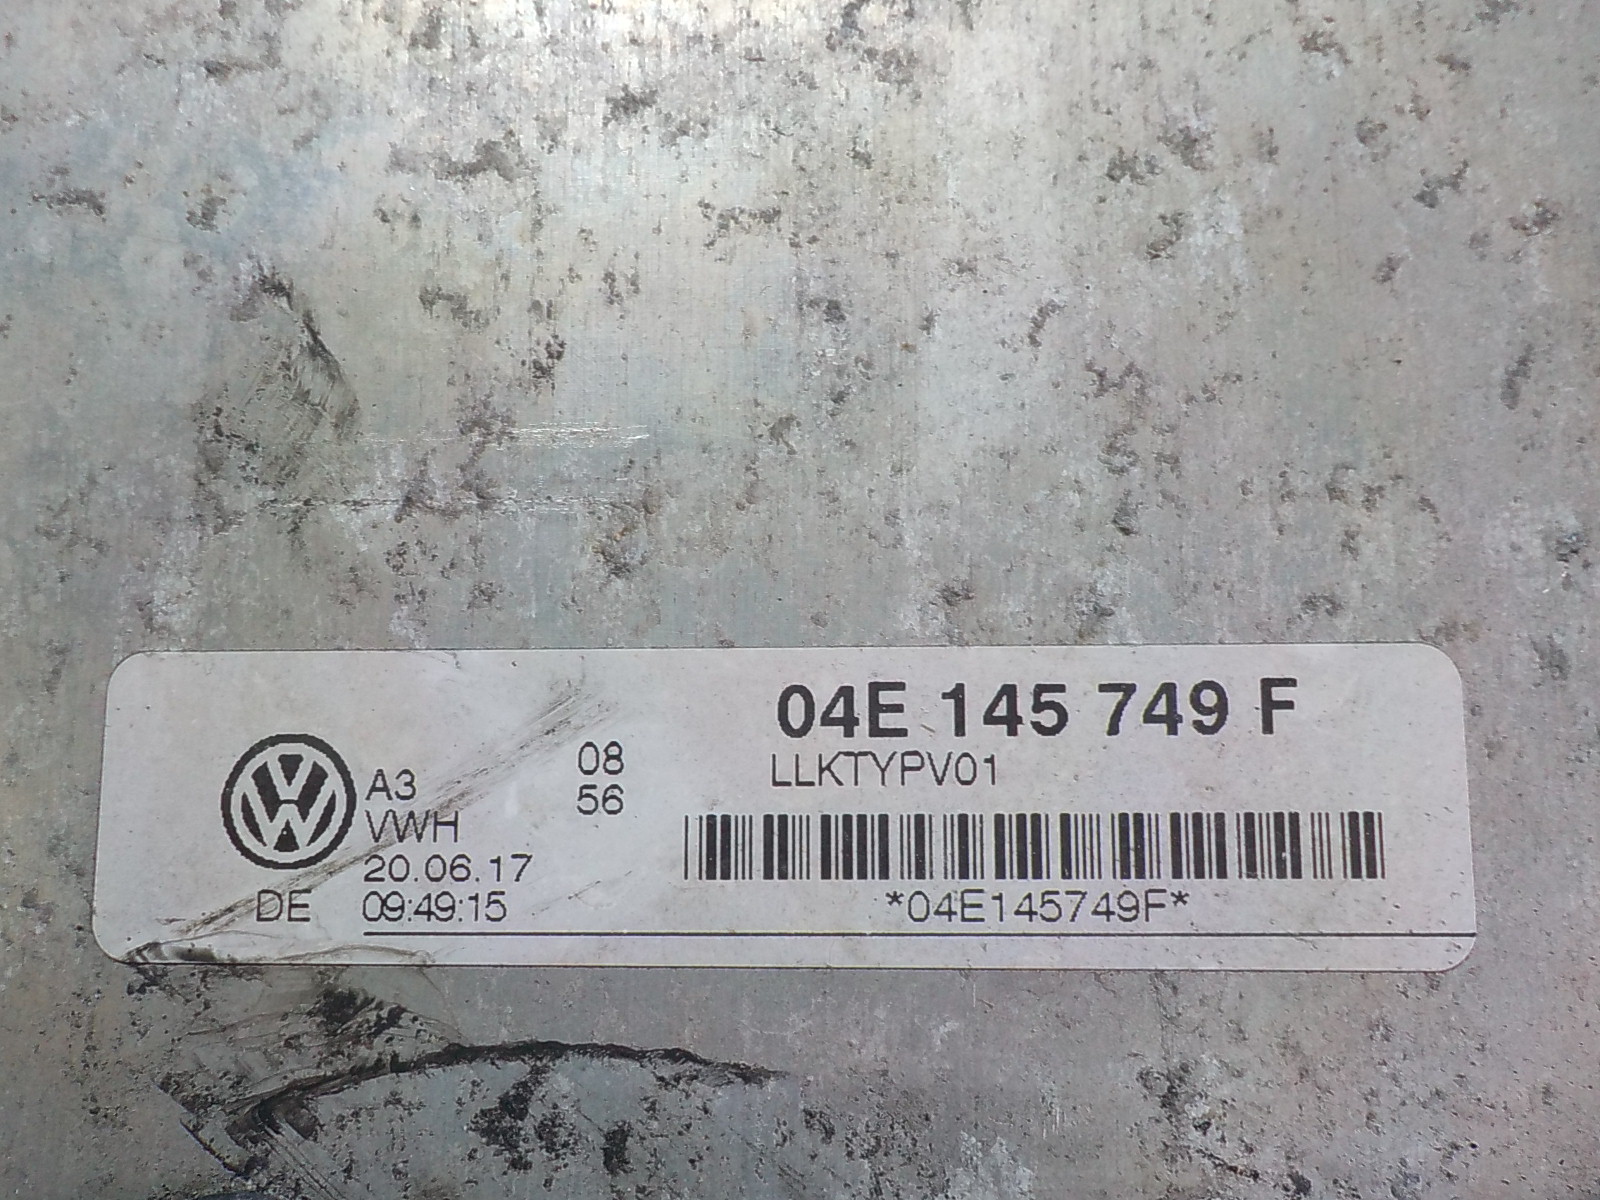 04E 145 749 F
LLKTYPV01
08
56
A3
VWH
20.06.17
DE 09:49:15
*04E145749F*